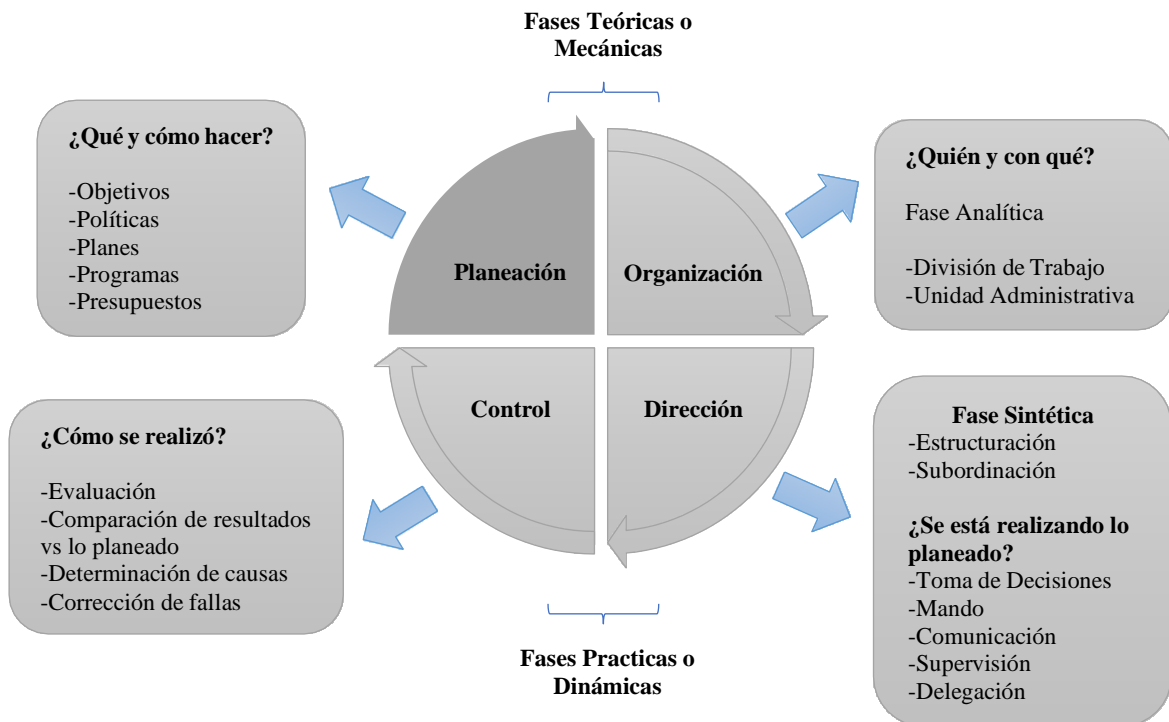 Fases Teóricas o
Mecánicas
¿Qué y cómo hacer?
-Objetivos
-Políticas
-Planes
-Programas
-Presupuestos
¿Quién y con qué?
Fase Analítica
-División de Trabajo
-Unidad Administrativa
Planeación
Organización
Control
Dirección
¿Cómo se realizó?
-Evaluación
-Comparación de resultados
vs lo planeado
-Determinación de causas
-Corrección de fallas
Fase Sintética
-Estructuración
-Subordinación
¿Se está realizando lo
planeado?
-Toma de Decisiones
-Mando
-Comunicación
-Supervisión
-Delegación
Fases Practicas o
Dinámicas